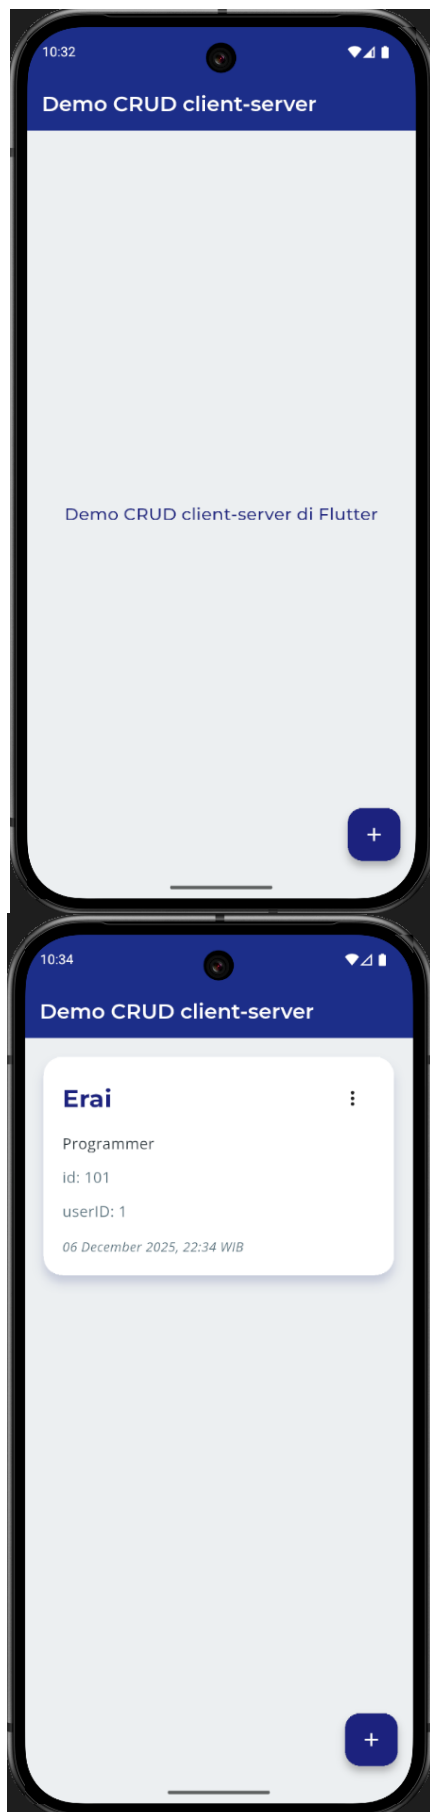 10:32
Demo CRUD client-server
Demo CRUD client-server di Flutter
+
10:34
Demo CRUD client-server
Erai
Programmer
id: 101
userID: 1
06 December 2025, 22:34 WIB
+